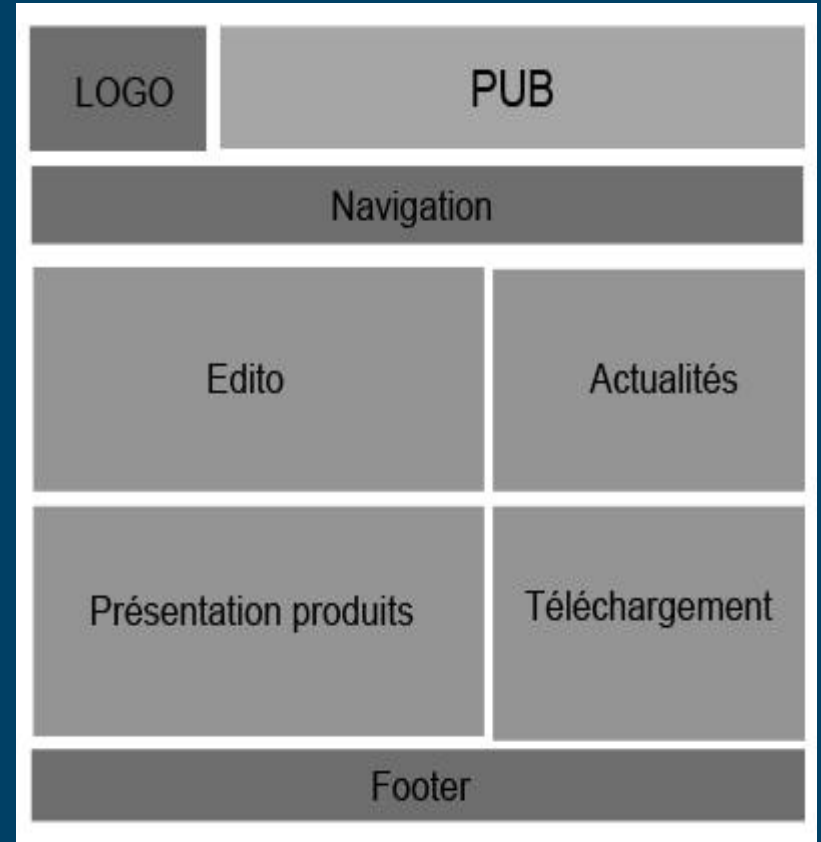 LOGO
PUB
Navigation
Edito
Actualités
Présentation produits
Téléchargement
Footer